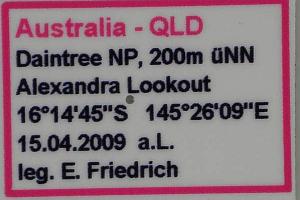 Australia - QLD
Daintree NP, 200m üNN
Alexandra Lookout
16°14'45"S 145°26'09"E
15.04.2009 a.L.
leg. E. Friedrich